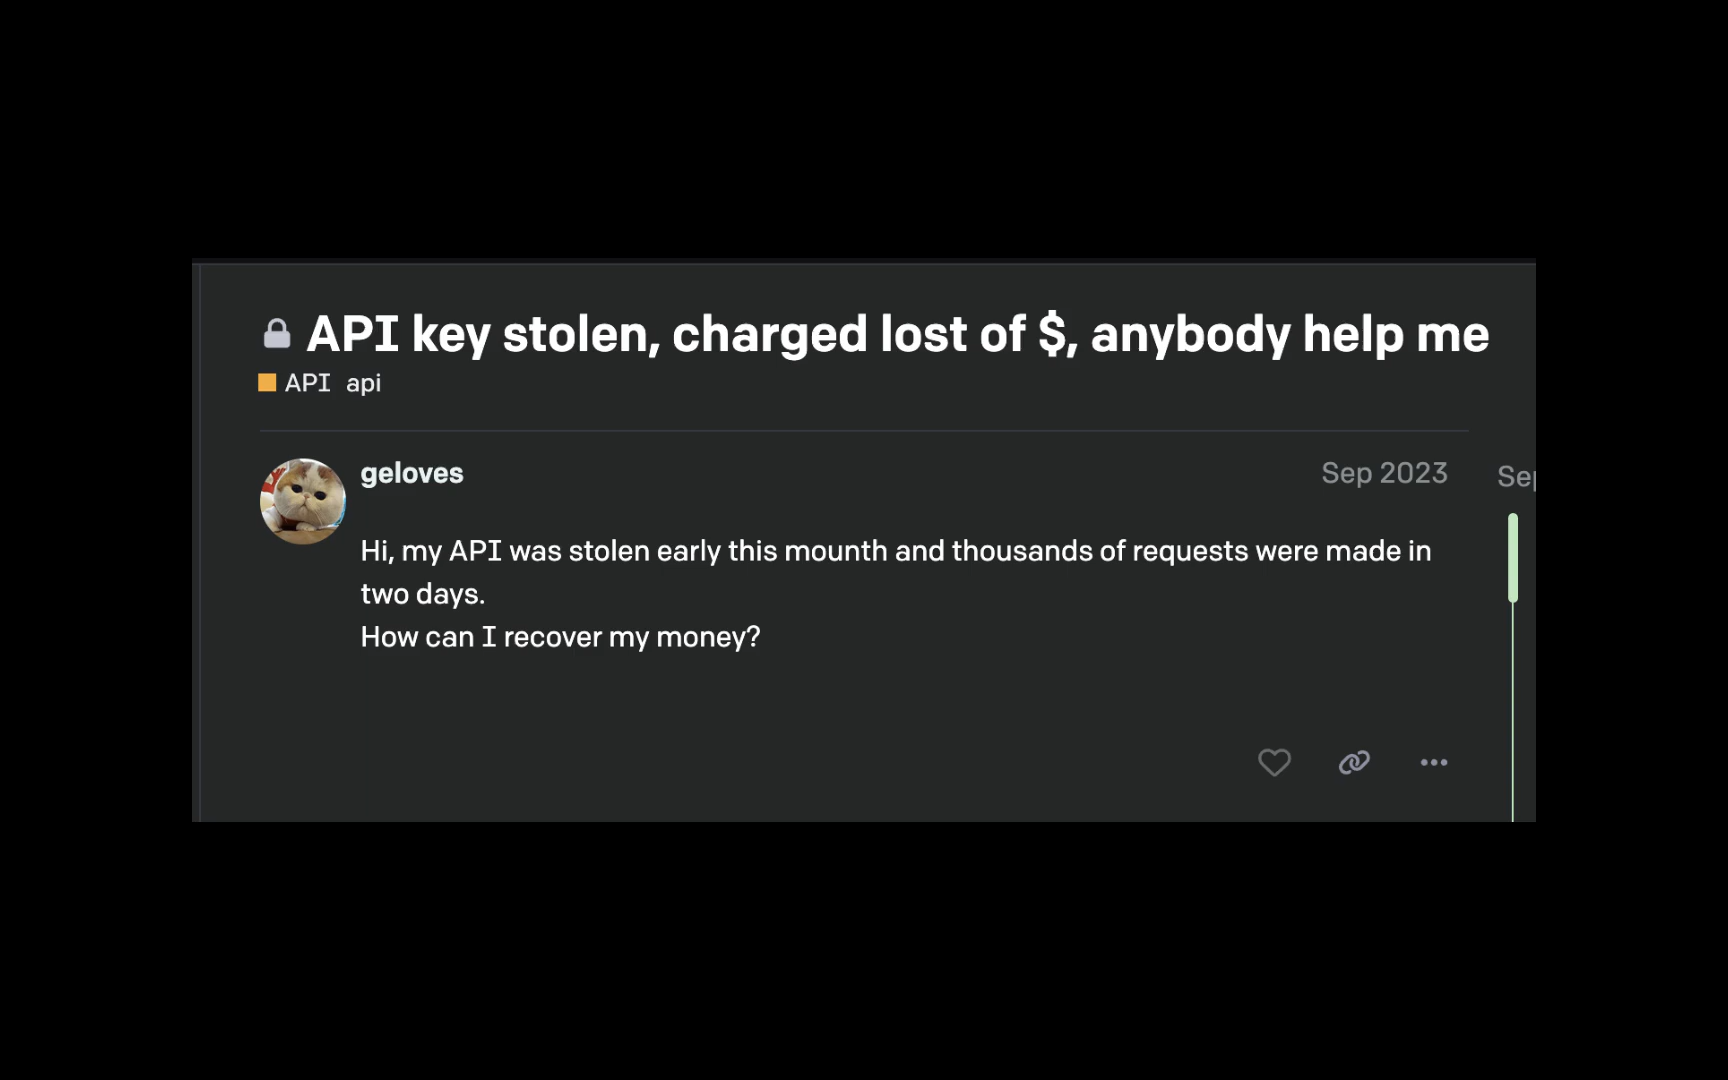 API key stolen, charged lost of $, anybody help me
API api
geloves
Sep 2023
Hi, my API was stolen early this mounth and thousands of requests were made in
two days.
How can I recover my money?